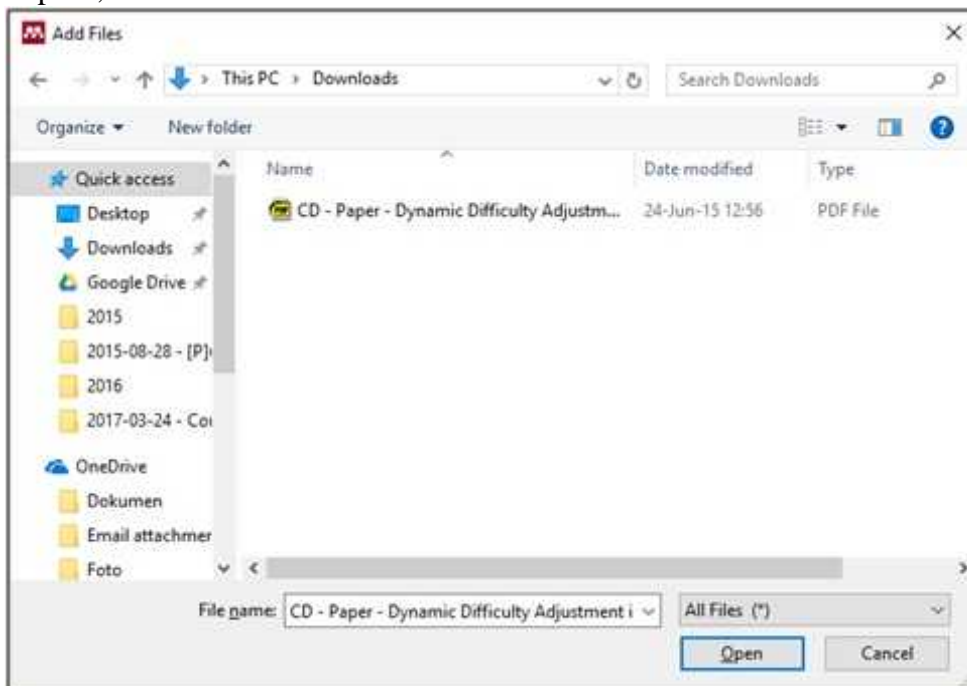 Add Files
This PC › Downloads
Search Downloads
Organize
New folder
Name
Date modified
Type
Quick access
CD - Paper - Dynamic Difficulty Adjustm...
24-Jun-15 12:56
PDF File
Desktop
Downloads
Google Drive
2015
2015-08-28 - [P]
2016
2017-03-24 - Co
OneDrive
Dokumen
Email attachmer
Foto
File name:
CD - Paper - Dynamic Difficulty Adjustment i
All Files (*)
Open
Cancel